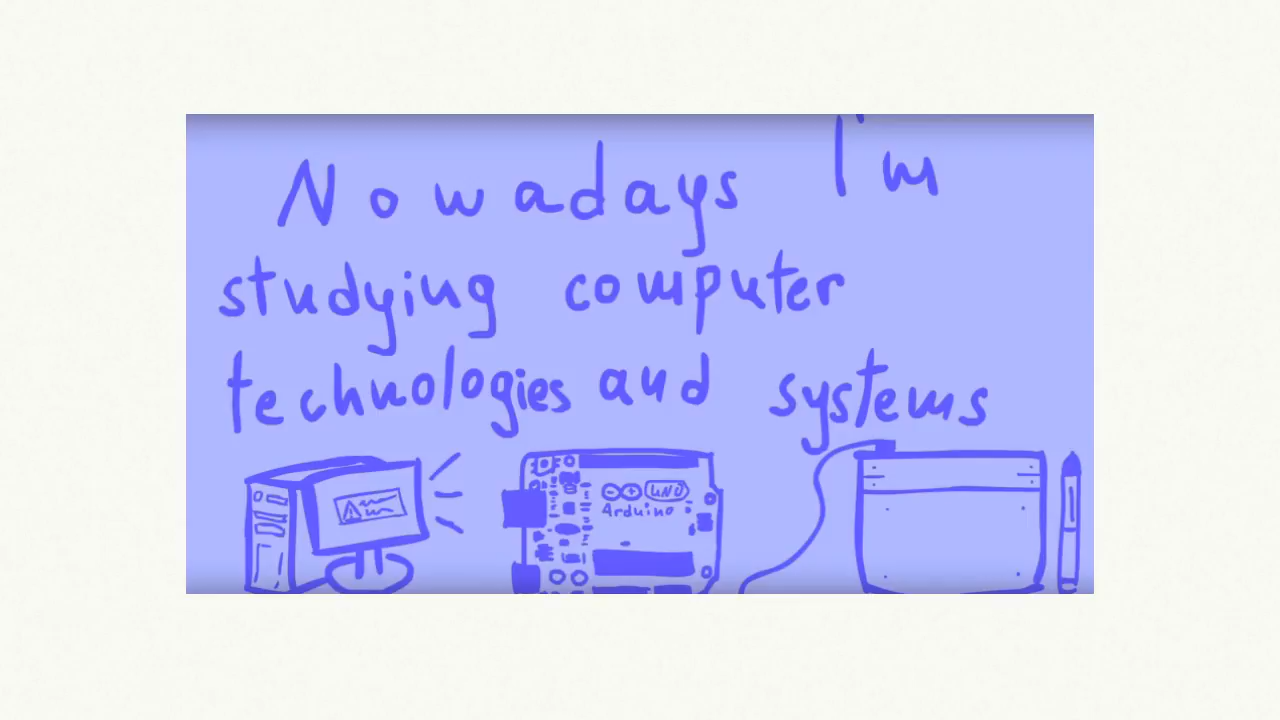 Nowadays I'm
studying computer
technologies and systems
UNO
Arduino